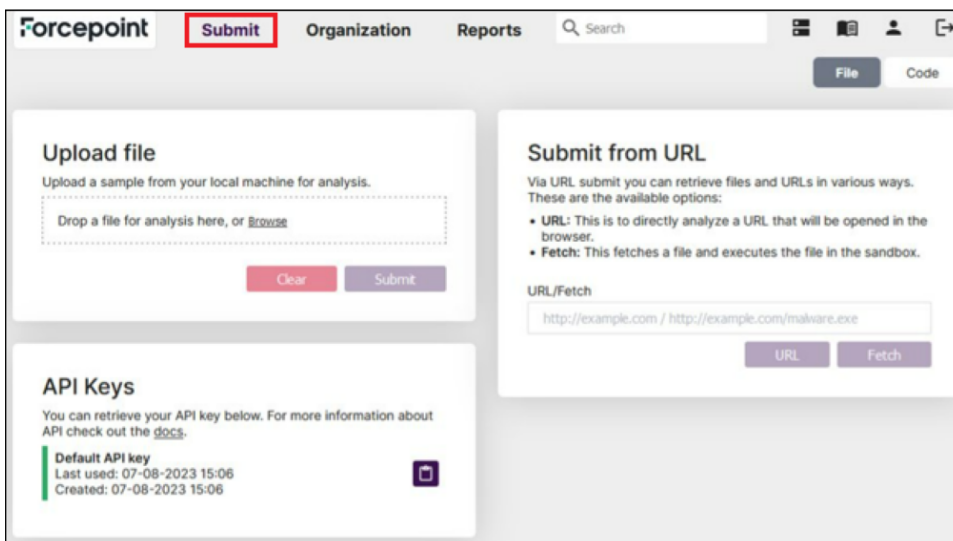 Forcepoint
Submit
Organization
Reports
Search
File
Code
Upload file
Upload a sample from your local machine for analysis.
Drop a file for analysis here, or Browse
Clear
Submit
API Keys
You can retrieve your API key below. For more information about
API check out the docs.
Default API key
Last used: 07-08-2023 15:06
Created: 07-08-2023 15:06
Submit from URL
Via URL submit you can retrieve files and URLs in various ways.
These are the available options:
• URL: This is to directly analyze a URL that will be opened in the
browser.
• Fetch: This fetches a file and executes the file in the sandbox.
URL/Fetch
http://example.com / http://example.com/malware.exe
URL
Fetch